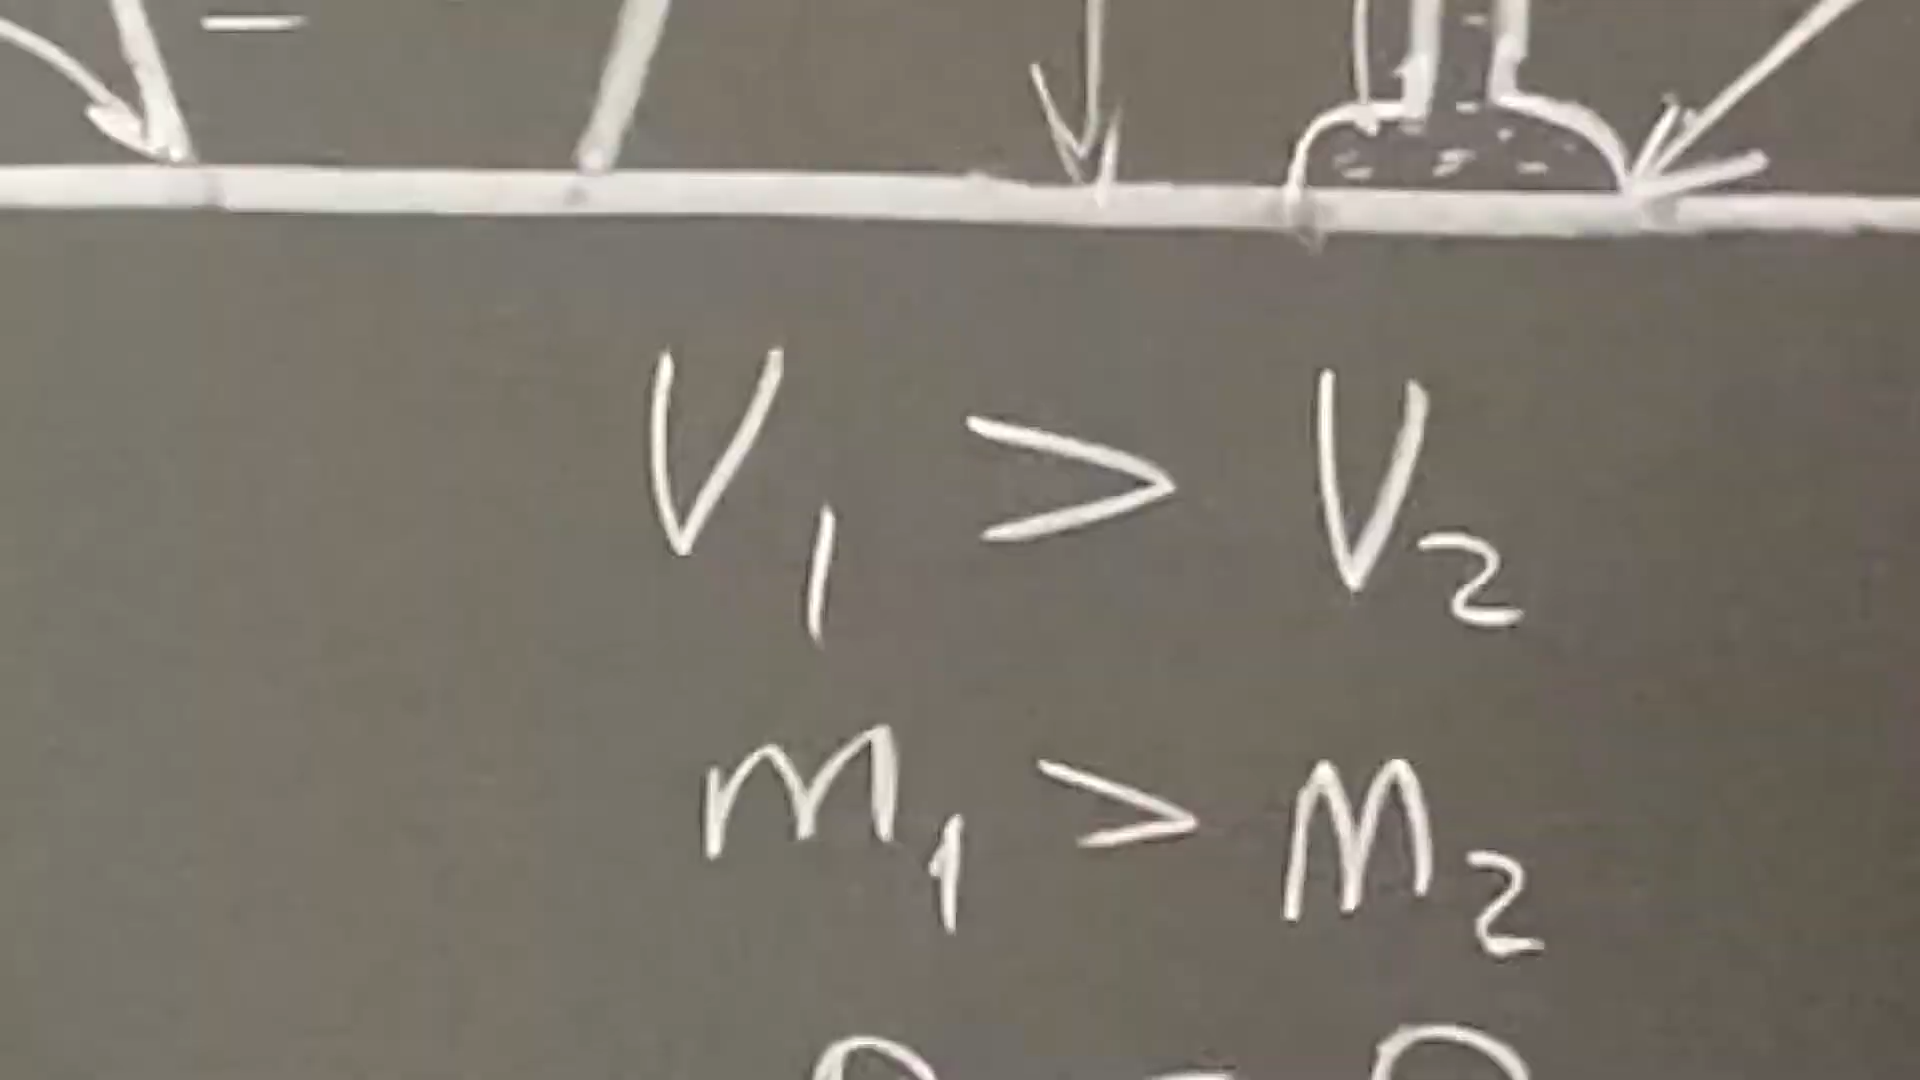 V₁ > V₂
m₁ > m₂